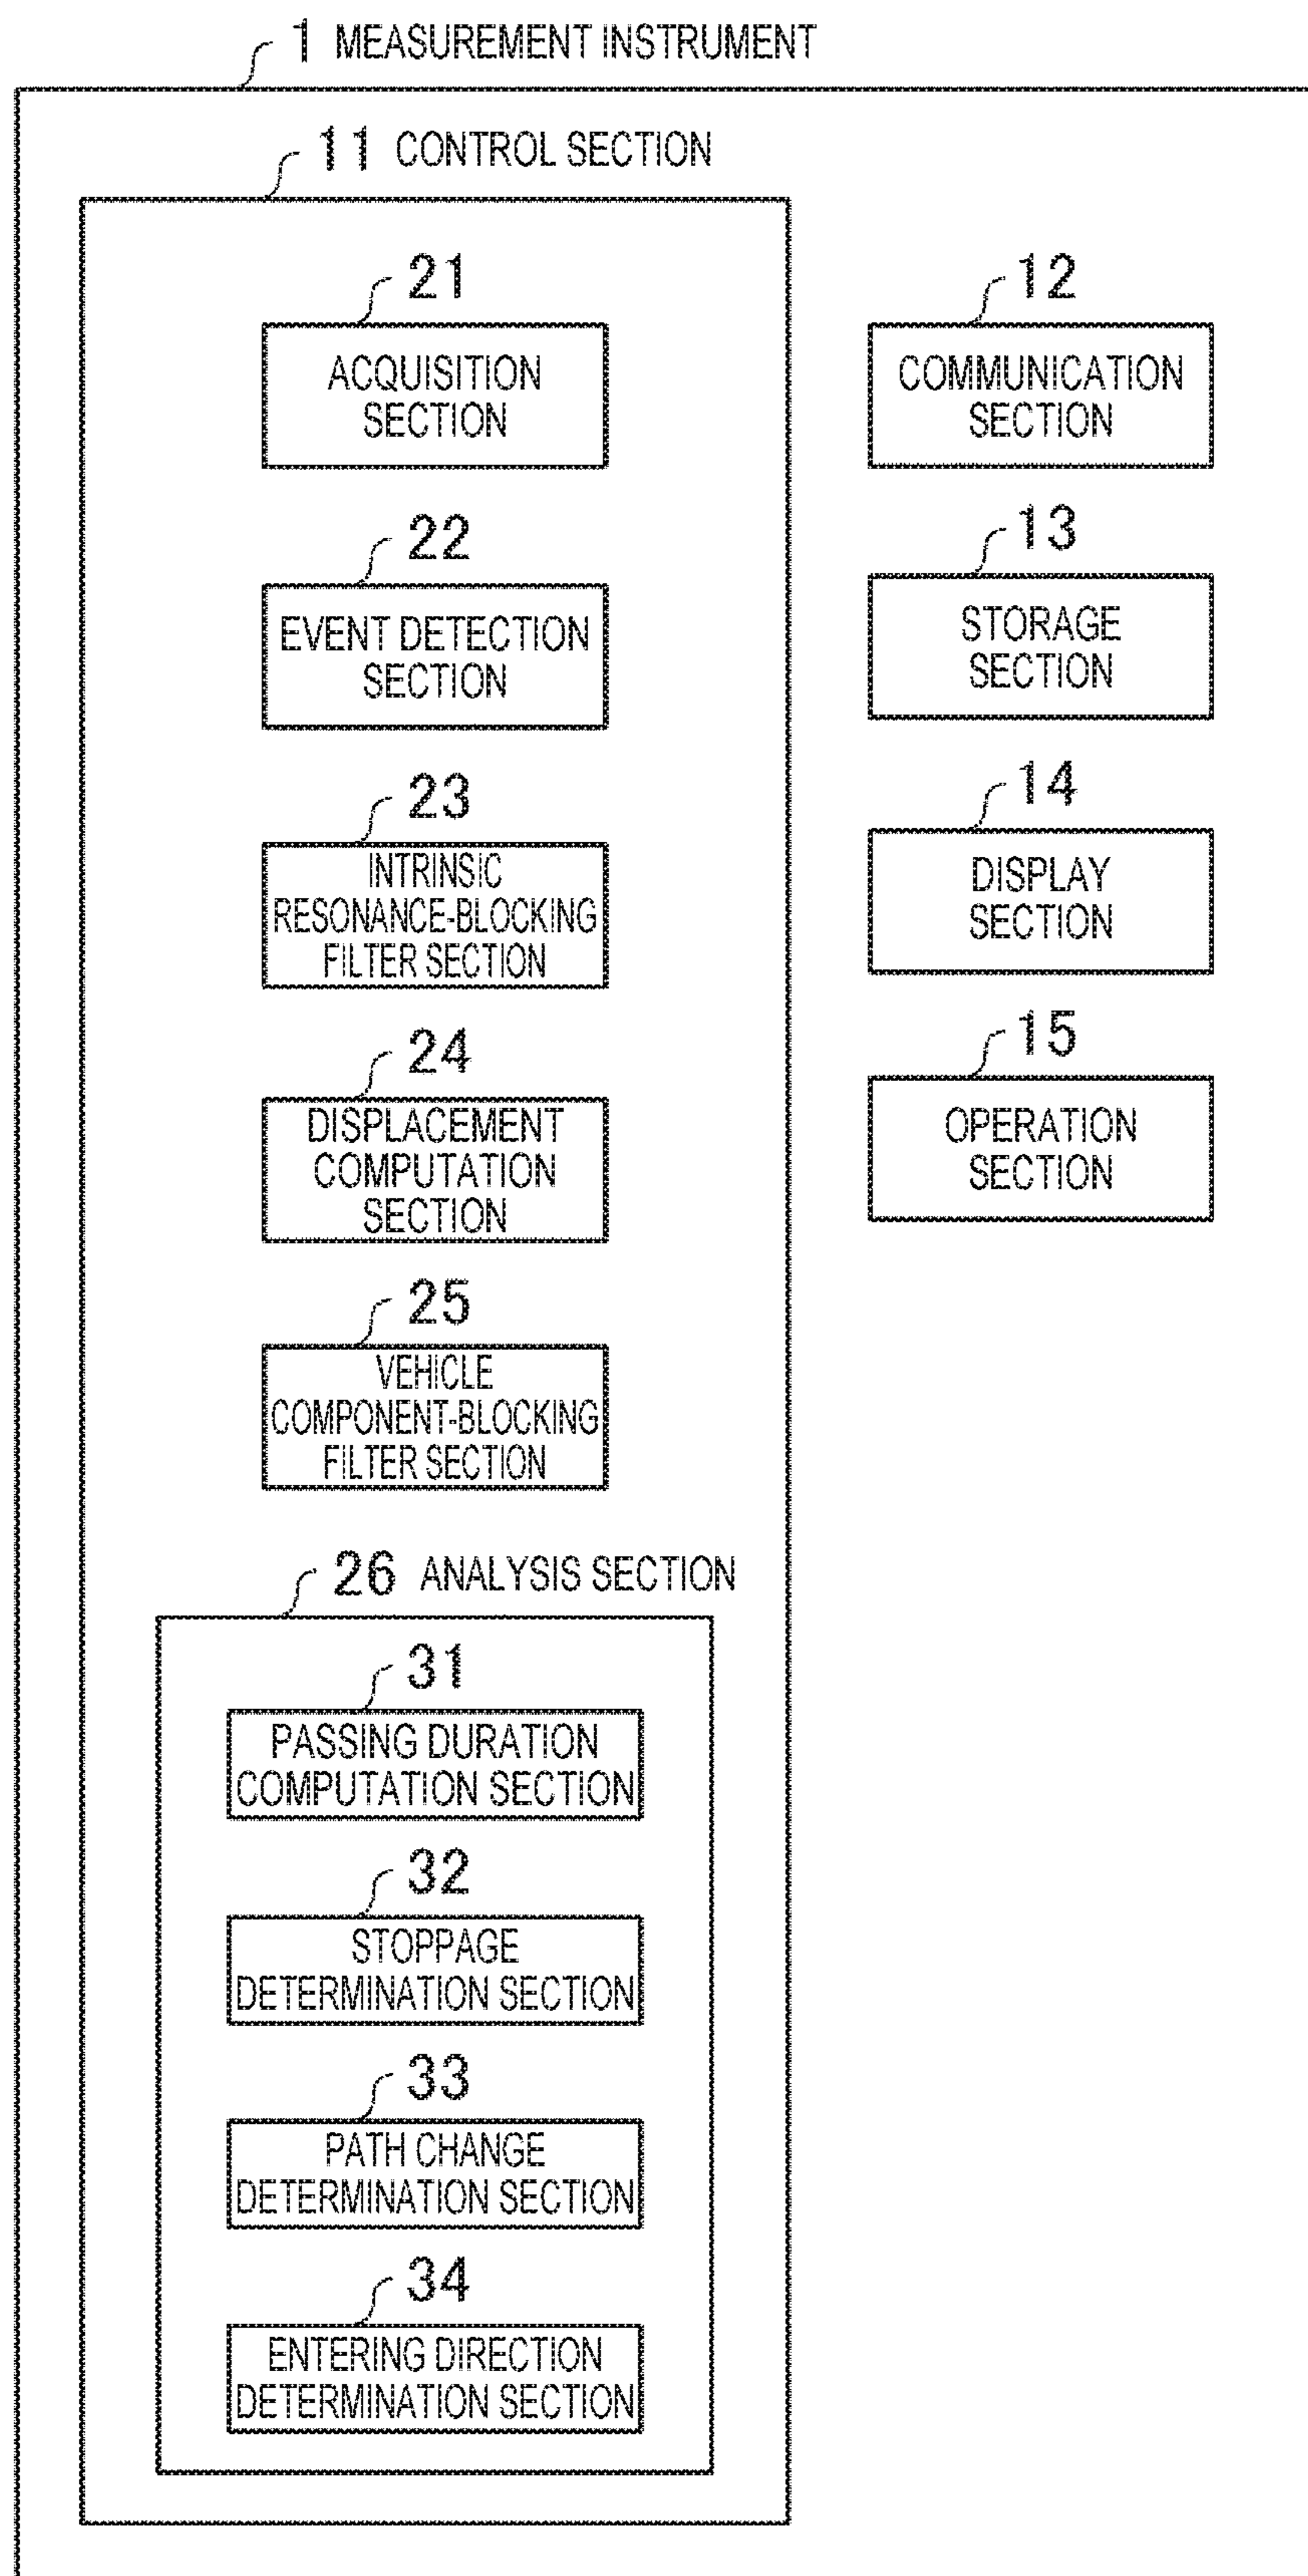 1 MEASUREMENT INSTRUMENT
11 CONTROL SECTION
21
ACQUISITION
SECTION
22
EVENT DETECTION
SECTION
23
INTRINSIC
RESONANCE-BLOCKING
FILTER SECTION
24
DISPLACEMENT
COMPUTATION
SECTION
25
VEHICLE
COMPONENT-BLOCKING
FILTER SECTION
26 ANALYSIS SECTION
31
PASSING DURATION
COMPUTATION SECTION
32
STOPPAGE
DETERMINATION SECTION
33
PATH CHANGE
DETERMINATION SECTION
34
ENTERING DIRECTION
DETERMINATION SECTION
12
COMMUNICATION
SECTION
13
STORAGE
SECTION
14
DISPLAY
SECTION
15
OPERATION
SECTION